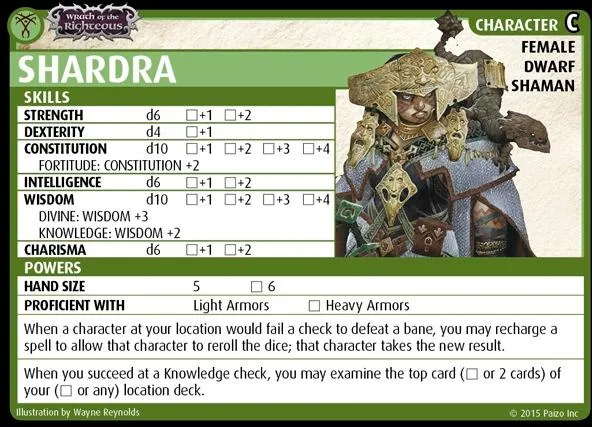 WRATH of the RIGHTEOUS
CHARACTER C
FEMALE
DWARF
SHAMAN
SHARDRA
SKILLS
STRENGTH d6 □+1 □+2
DEXTERITY d4 □+1
CONSTITUTION d10 □+1 □+2 □+3 □+4
FORTITUDE: CONSTITUTION +2
INTELLIGENCE d6 □+1 □+2
WISDOM d10 □+1 □+2 □+3 □+4
DIVINE: WISDOM +3
KNOWLEDGE: WISDOM +2
CHARISMA d6 □+1 □+2
POWERS
HAND SIZE 5 □ 6
PROFICIENT WITH Light Armors □ Heavy Armors
When a character at your location would fail a check to defeat a bane, you may recharge a
spell to allow that character to reroll the dice; that character takes the new result.
When you succeed at a Knowledge check, you may examine the top card (□ or 2 cards) of
your (□ or any) location deck.
Illustration by Wayne Reynolds © 2015 Paizo Inc